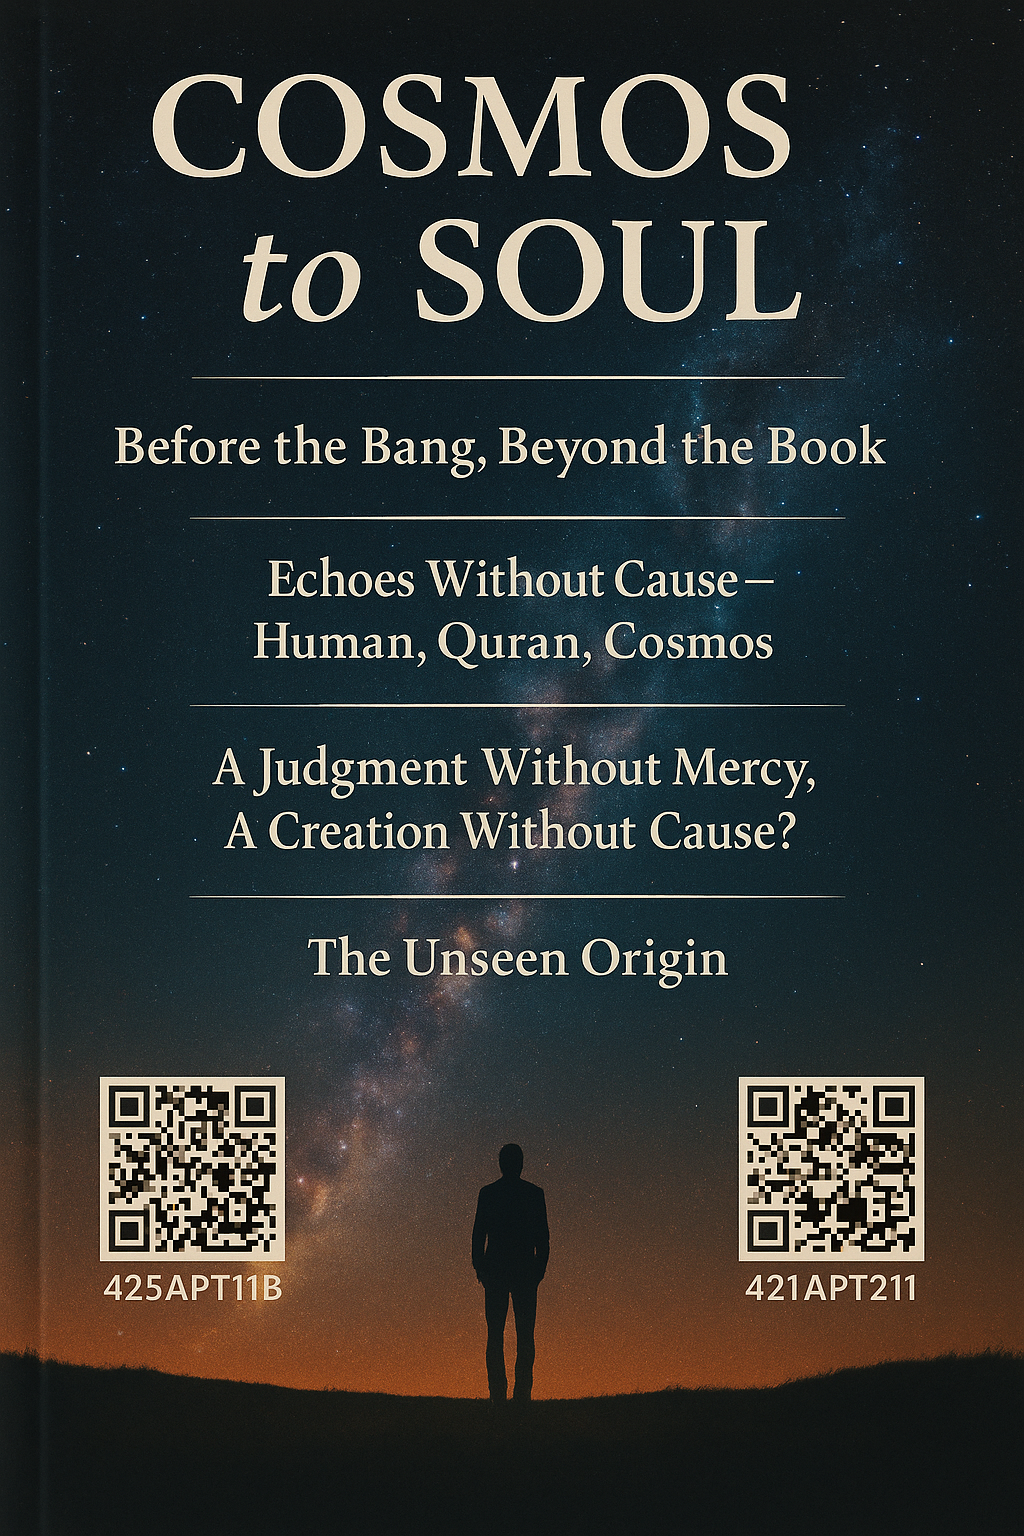 COSMOS
to SOUL
Before the Bang, Beyond the Book
Echoes Without Cause–
Human, Quran, Cosmos
A Judgment Without Mercy,
A Creation Without Cause?
The Unseen Origin
425APT11B
421APT211